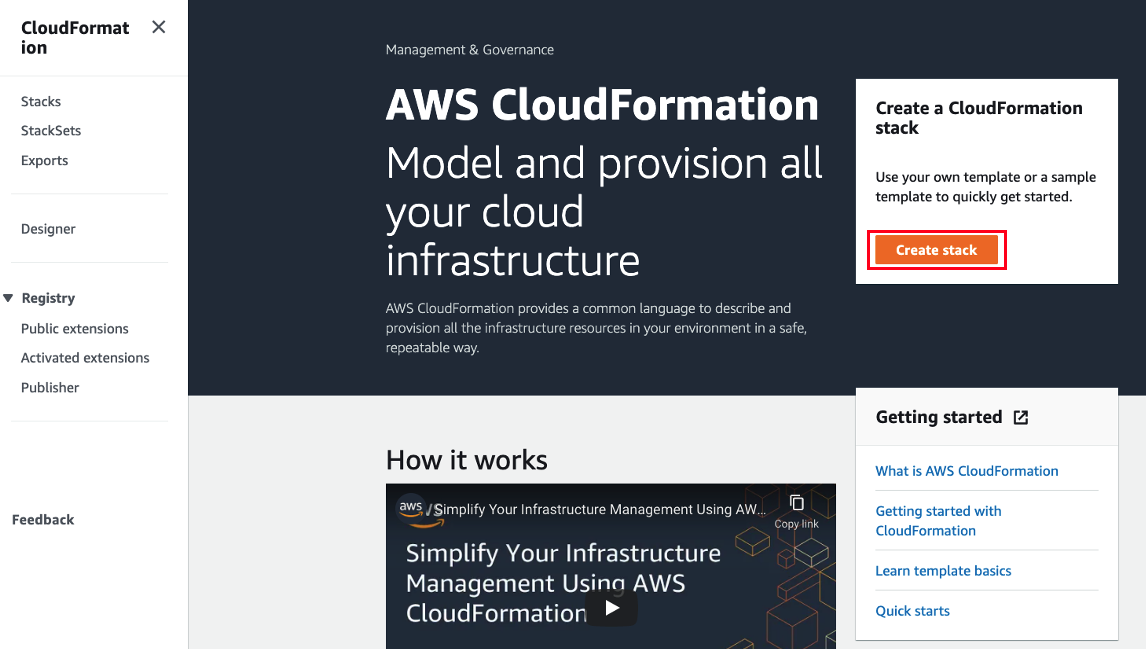 CloudFormat
ion
Stacks
StackSets
Exports
Designer
Registry
Public extensions
Activated extensions
Publisher
Feedback
Management & Governance
AWS CloudFormation
Model and provision all
your cloud
infrastructure
AWS CloudFormation provides a common language to describe and
provision all the infrastructure resources in your environment in a safe,
repeatable way.
Create a CloudFormation
stack
Use your own template or a sample
template to quickly get started.
Create stack
How it works
aws
Simplify Your Infrastructure Management Using AW...
Copy link
Simplify Your Infrastructure
Management Using AWS
CloudFormation
Getting started
What is AWS CloudFormation
Getting started with
CloudFormation
Learn template basics
Quick starts